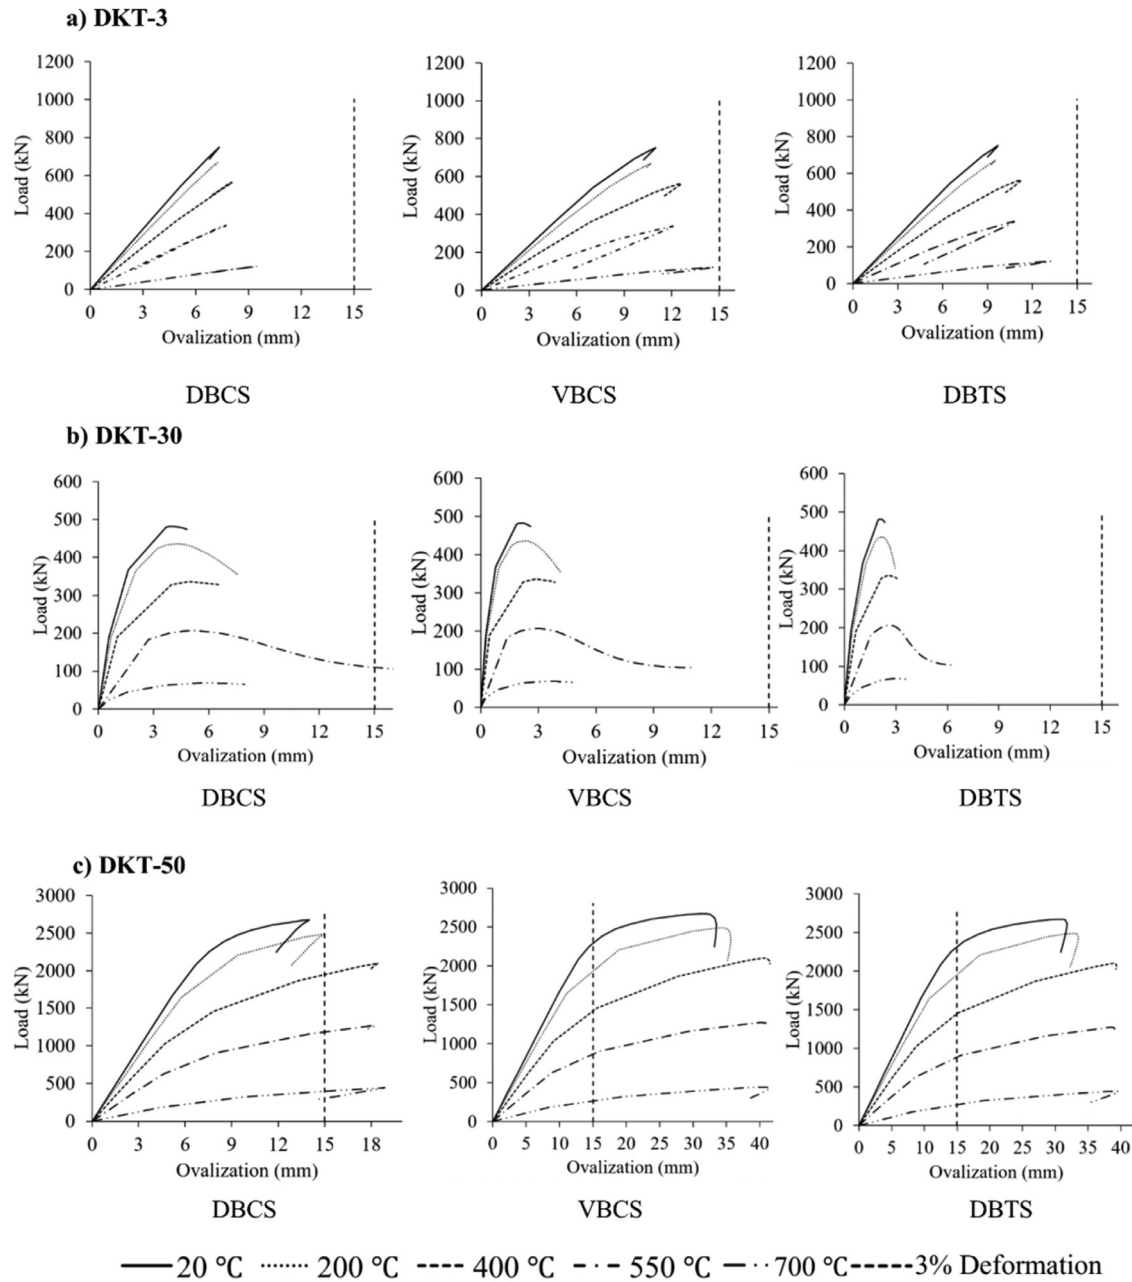 a) DKT-3
1200 1000 800 600 400 200 0
Load (kN)
0 3 6 9 12 15
Ovalization (mm)
DBCS
1200 1000 800 600 400 200 0
Load (kN)
0 3 6 9 12 15
Ovalization (mm)
VBCS
1200 1000 800 600 400 200 0
Load (kN)
0 3 6 9 12 15
Ovalization (mm)
DBTS
b) DKT-30
600 500 400 300 200 100 0
Load (kN)
0 3 6 9 12 15
Ovalization (mm)
DBCS
600 500 400 300 200 100 0
Load (kN)
0 3 6 9 12 15
Ovalization (mm)
VBCS
600 500 400 300 200 100 0
Load (kN)
0 3 6 9 12 15
Ovalization (mm)
DBTS
c) DKT-50
3000 2500 2000 1500 1000 500 0
Load (kN)
0 3 6 9 12 15 18
Ovalization (mm)
DBCS
3000 2500 2000 1500 1000 500 0
Load (kN)
0 5 10 15 20 25 30 35 40
Ovalization (mm)
VBCS
3000 2500 2000 1500 1000 500 0
Load (kN)
0 5 10 15 20 25 30 35 40
Ovalization (mm)
DBTS
20 ℃ 200 ℃ 400 ℃ 550 ℃ 700 ℃ 3% Deformation